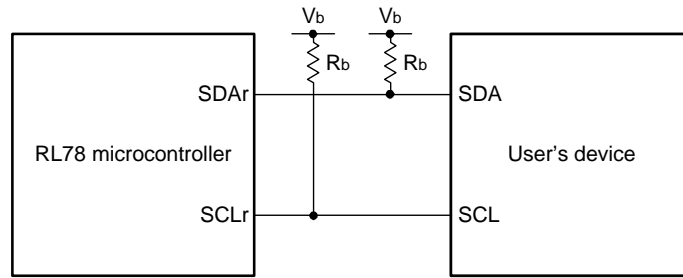 Vb Vb
Rb Rb
SDAr SDA
RL78 microcontroller User's device
SCLr SCL